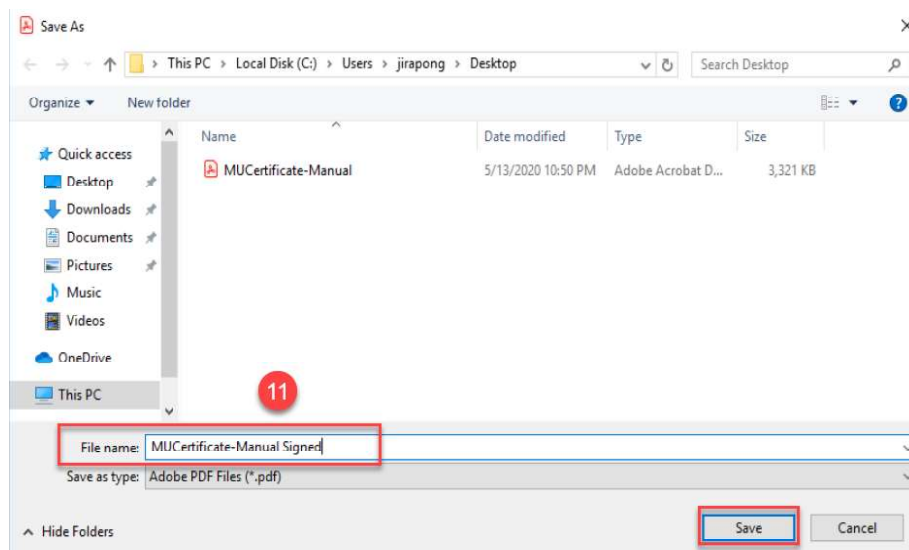 Save As
This PC > Local Disk (C:) > Users > jirapong > Desktop
Search Desktop
Organize
New folder
Name
Date modified
Type
Size
Quick access
MUCertificate-Manual
5/13/2020 10:50 PM
Adobe Acrobat D...
3,321 KB
Desktop
Downloads
Documents
Pictures
Music
Videos
OneDrive
This PC
11
File name: MUCertificate-Manual Signed
Save as type: Adobe PDF Files (*.pdf)
Hide Folders
Save
Cancel